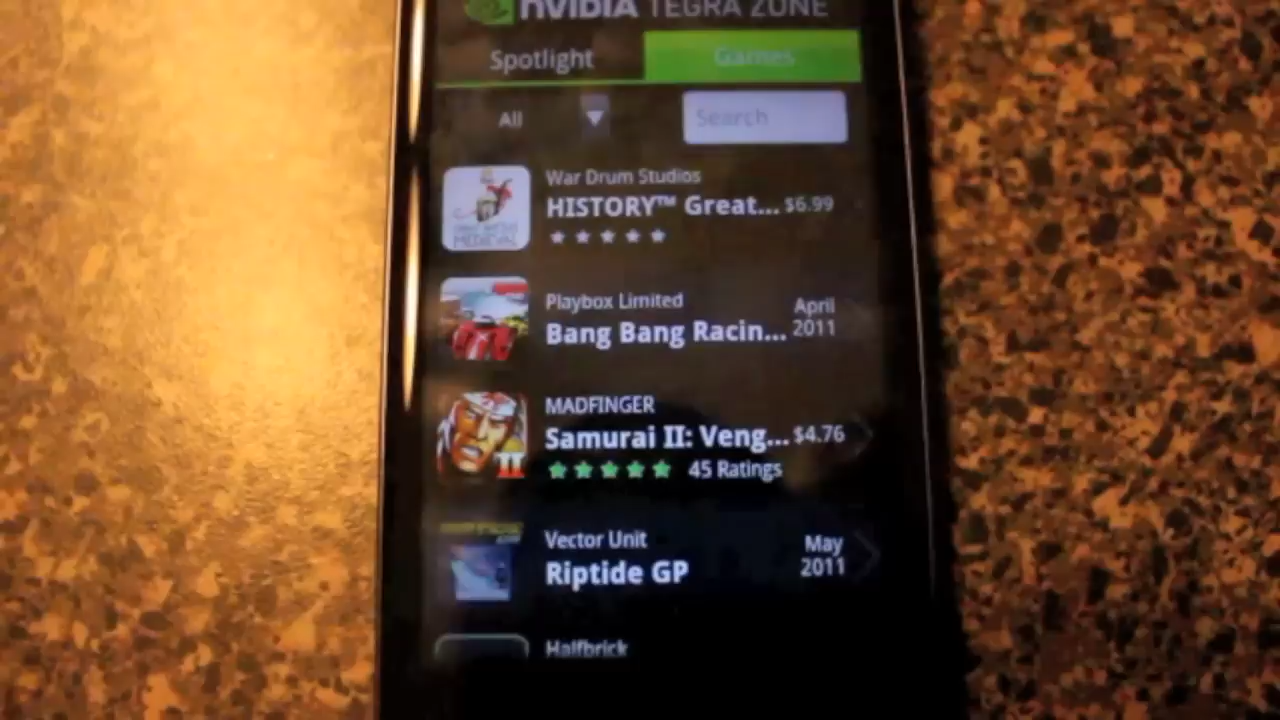 nVIDIA TEGRA ZONE
Spotlight
Games
All
Search
War Drum Studios
HISTORY™ Great... $6.99
Playbox Limited
Bang Bang Racin...
April
2011
MADFINGER
Samurai II: Veng... $4.76
45 Ratings
II
Vector Unit
Riptide GP
May
2011
Halfbrick